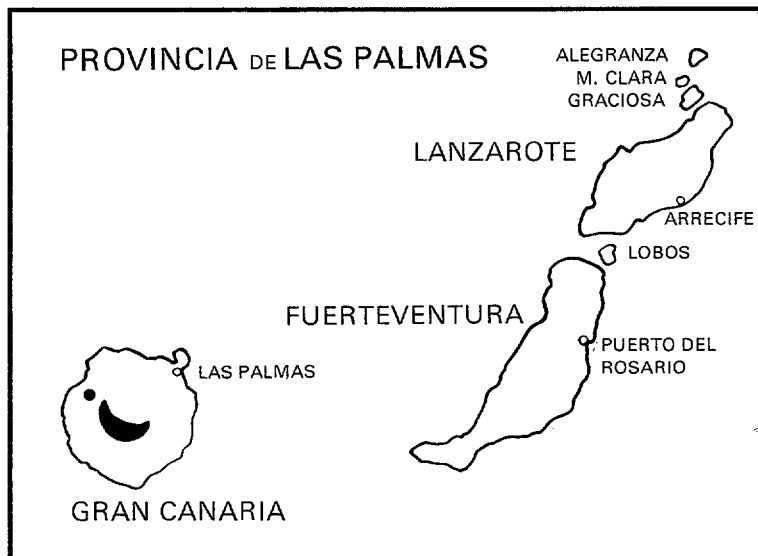 PROVINCIA DE LAS PALMAS
ALEGRANZA
M. CLARA
GRACIOSA
LANZAROTE
ARRECIFE
LOBOS
FUERTEVENTURA
PUERTO DEL
ROSARIO
LAS PALMAS
GRAN CANARIA